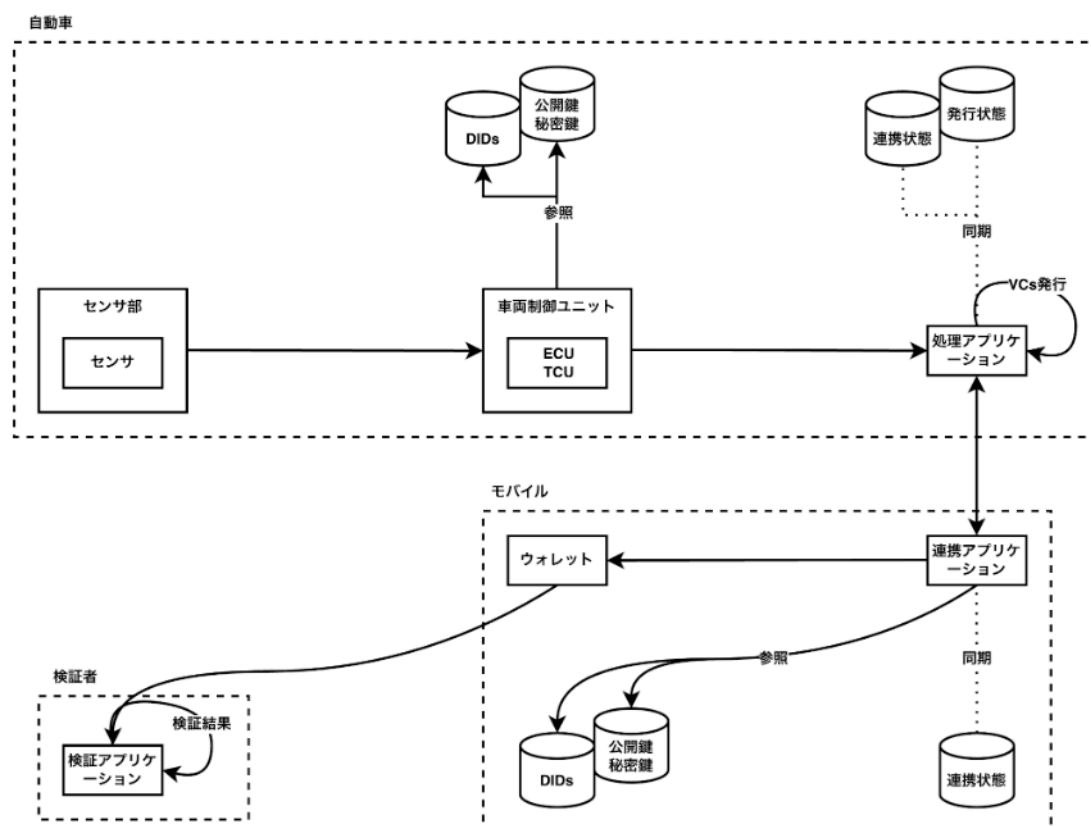 自動車
公開鍵
秘密鍵
DIDs
発行状態
連携状態
参照
同期
VCs発行
センサ部
センサ
車両制御ユニット
ECU
TCU
処理アプリケ
ーション
モバイル
ウォレット
連携アプリケ
ーション
参照
同期
検証者
検証結果
検証アプリケ
ーション
公開鍵
秘密鍵
DIDs
連携状態